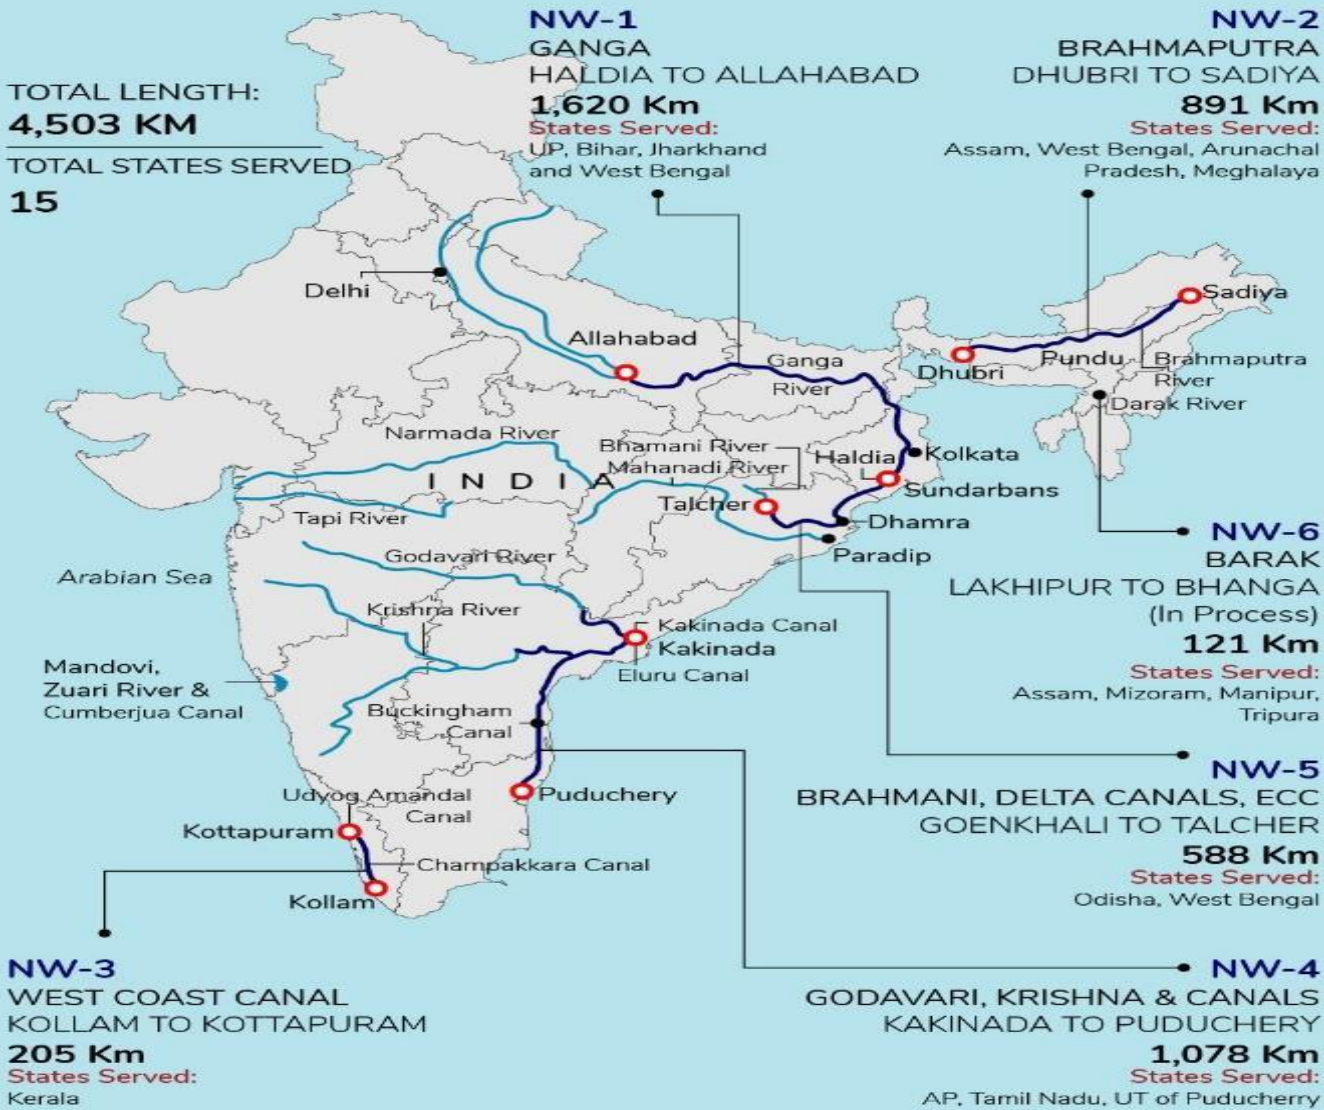 TOTAL LENGTH:
4,503 KM
TOTAL STATES SERVED
15
NW-1
GANGA
HALDIA TO ALLAHABAD
1,620 Km
States Served:
UP, Bihar, Jharkhand
and West Bengal
NW-2
BRAHMAPUTRA
DHUBRI TO SADIYA
891 Km
States Served:
Assam, West Bengal, Arunachal
Pradesh, Meghalaya
Delhi
Allahabad
Ganga
River
Sadiya
Dhubri
Pundu
Brahmaputra
River
Darak River
Narmada River
Bhamani River
Mahanadi River
Haldia
Kolkata
INDIA
Sundarbans
Talcher
Tapi River
Dhamra
Paradip
Godavari River
Arabian Sea
Krishna River
Kakinada Canal
Kakinada
Eluru Canal
Mandovi,
Zuari River &
Cumberjua Canal
Buckingham
Canal
Udyog Amandal
Canal
Puduchery
Kottapuram
Champakkara Canal
Kollam
NW-6
BARAK
LAKHIPUR TO BHANGA
(In Process)
121 Km
States Served:
Assam, Mizoram, Manipur,
Tripura
NW-5
BRAHMANI, DELTA CANALS, ECC
GOENKHALI TO TALCHER
588 Km
States Served:
Odisha, West Bengal
NW-3
WEST COAST CANAL
KOLLAM TO KOTTAPURAM
205 Km
States Served:
Kerala
NW-4
GODAVARI, KRISHNA & CANALS
KAKINADA TO PUDUCHERY
1,078 Km
States Served:
AP, Tamil Nadu, UT of Puducherry